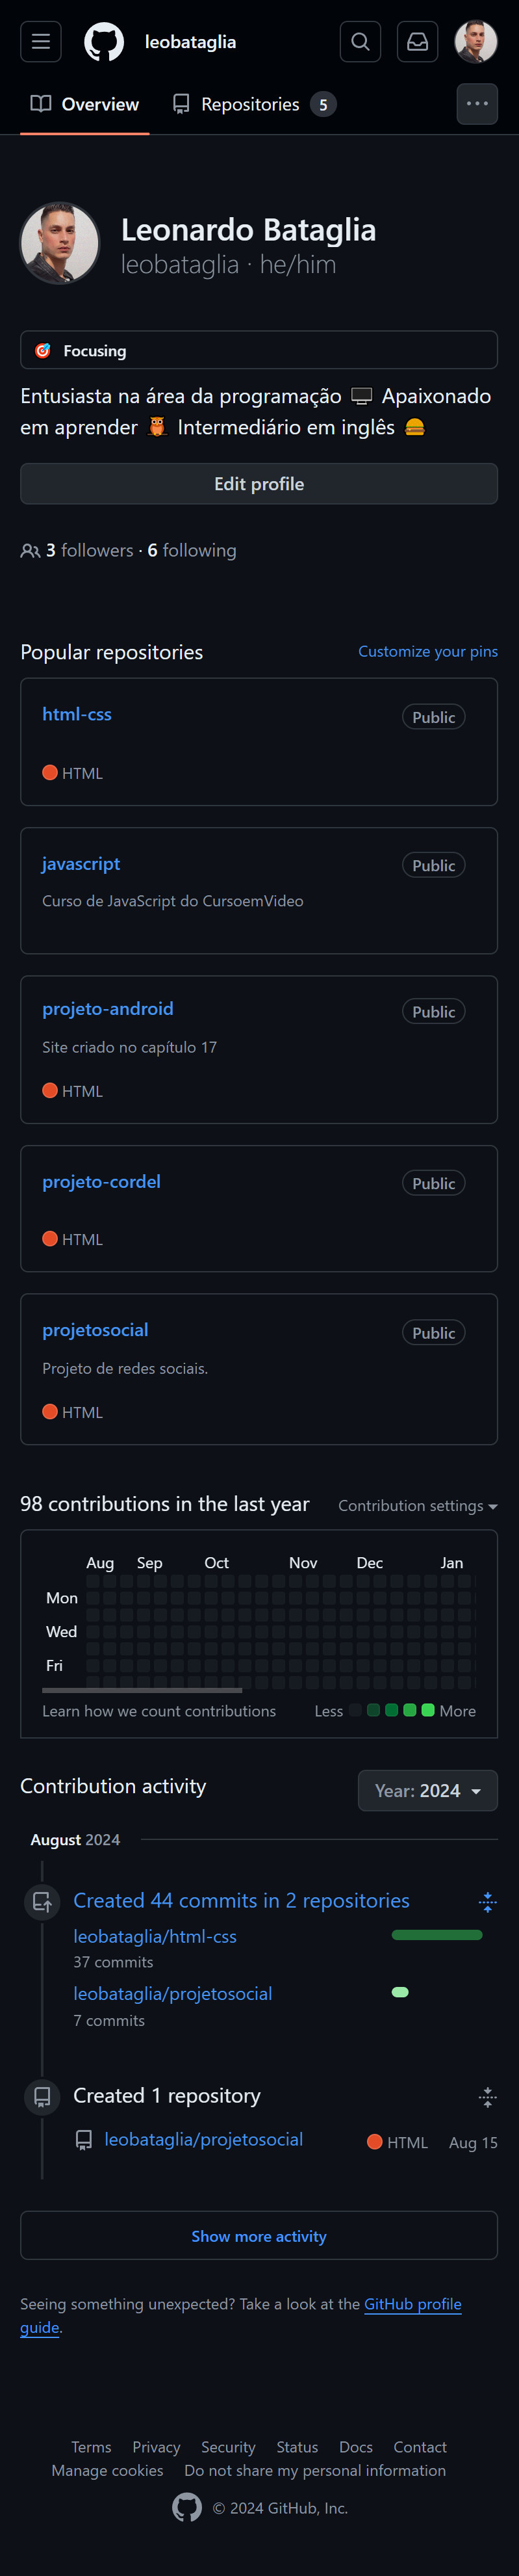 leobataglia
Overview Repositories 5
Leonardo Bataglia
leobataglia · he/him
Focusing
Entusiasta na área da programação Apaixonado
em aprender Intermediário em inglês
Edit profile
3 followers · 6 following
Popular repositories Customize your pins
html-css Public
HTML
javascript Public
Curso de JavaScript do CursoemVideo
projeto-android Public
Site criado no capítulo 17
HTML
projeto-cordel Public
HTML
projetosocial Public
Projeto de redes sociais.
HTML
98 contributions in the last year Contribution settings
Aug Sep Oct Nov Dec Jan
Mon
Wed
Fri
Learn how we count contributions Less More
Contribution activity Year: 2024
August 2024
Created 44 commits in 2 repositories
leobataglia/html-css
37 commits
leobataglia/projetosocial
7 commits
Created 1 repository
leobataglia/projetosocial HTML Aug 15
Show more activity
Seeing something unexpected? Take a look at the GitHub profile
guide.
Terms Privacy Security Status Docs Contact
Manage cookies Do not share my personal information
© 2024 GitHub, Inc.